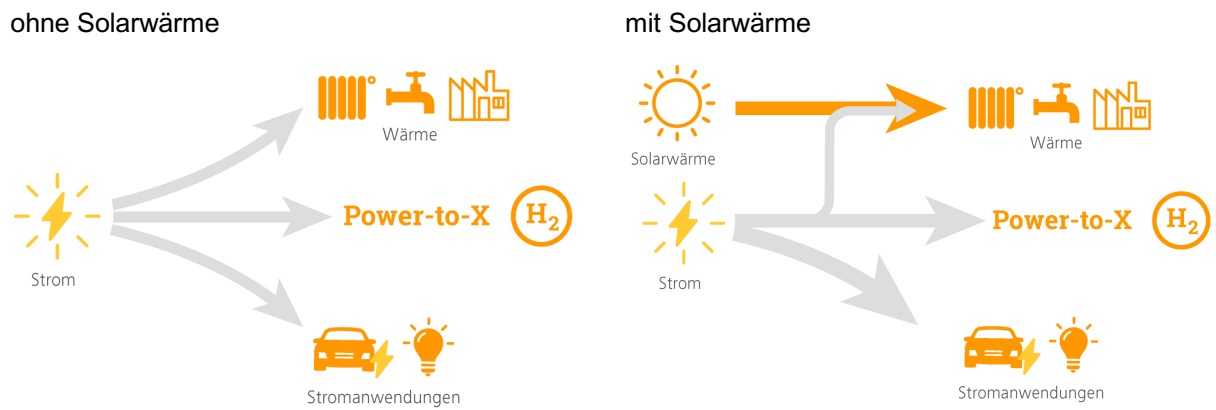 ohne Solarwärme
Wärme
Strom
Power-to-X
H2
Stromanwendungen
mit Solarwärme
Solarwärme
Wärme
Strom
Power-to-X
H2
Stromanwendungen